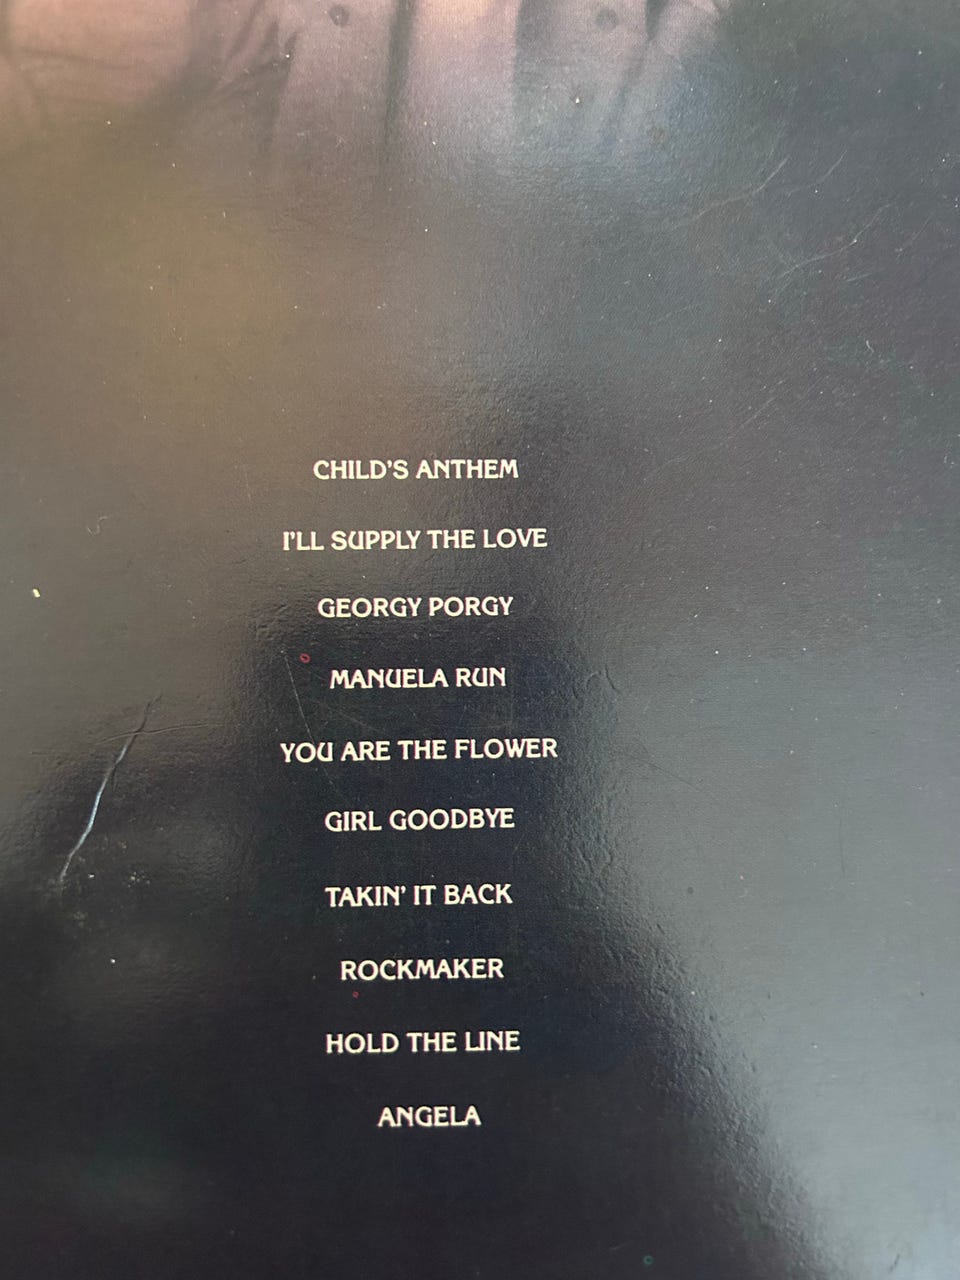 CHILD'S ANTHEM
I'LL SUPPLY THE LOVE
GEORGY PORGY
MANUELA RUN
YOU ARE THE FLOWER
GIRL GOODBYE
TAKIN' IT BACK
ROCKMAKER
HOLD THE LINE
ANGELA